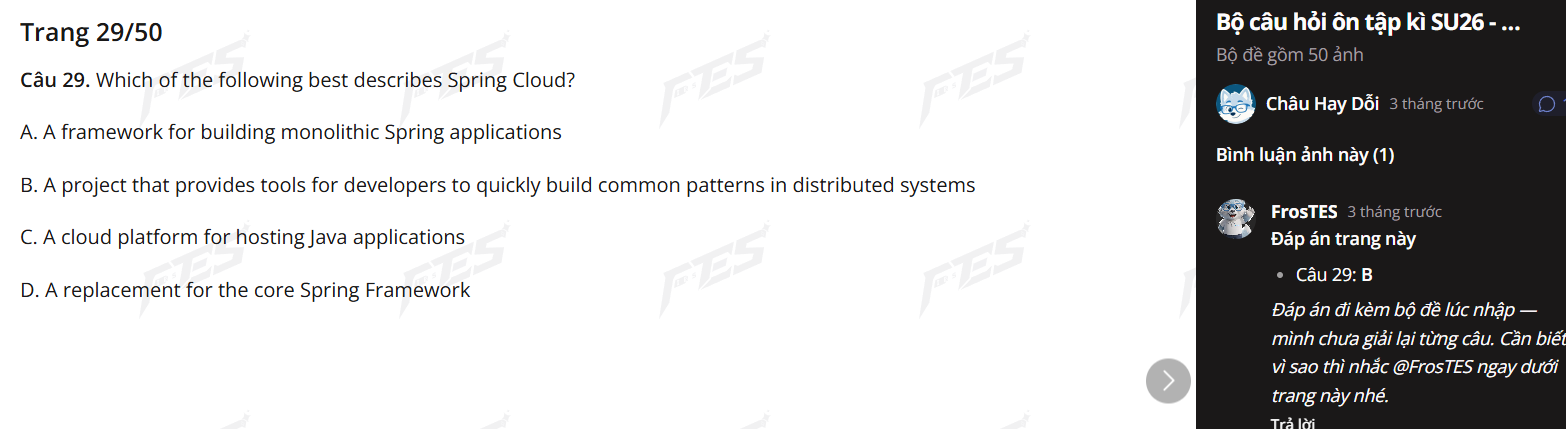 Trang 29/50
Câu 29. Which of the following best describes Spring Cloud?
A. A framework for building monolithic Spring applications
B. A project that provides tools for developers to quickly build common patterns in distributed systems
C. A cloud platform for hosting Java applications
D. A replacement for the core Spring Framework
Bộ câu hỏi ôn tập kì SU26 - ...
Bộ đề gồm 50 ảnh
Châu Hay Dỗi 3 tháng trước
Bình luận ảnh này (1)
FrosTES 3 tháng trước
Đáp án trang này
• Câu 29: B
Đáp án đi kèm bộ đề lúc nhập —
mình chưa giải lại từng câu. Cần biết
vì sao thì nhắc @FrosTES ngay dưới
trang này nhé.
Trả lời